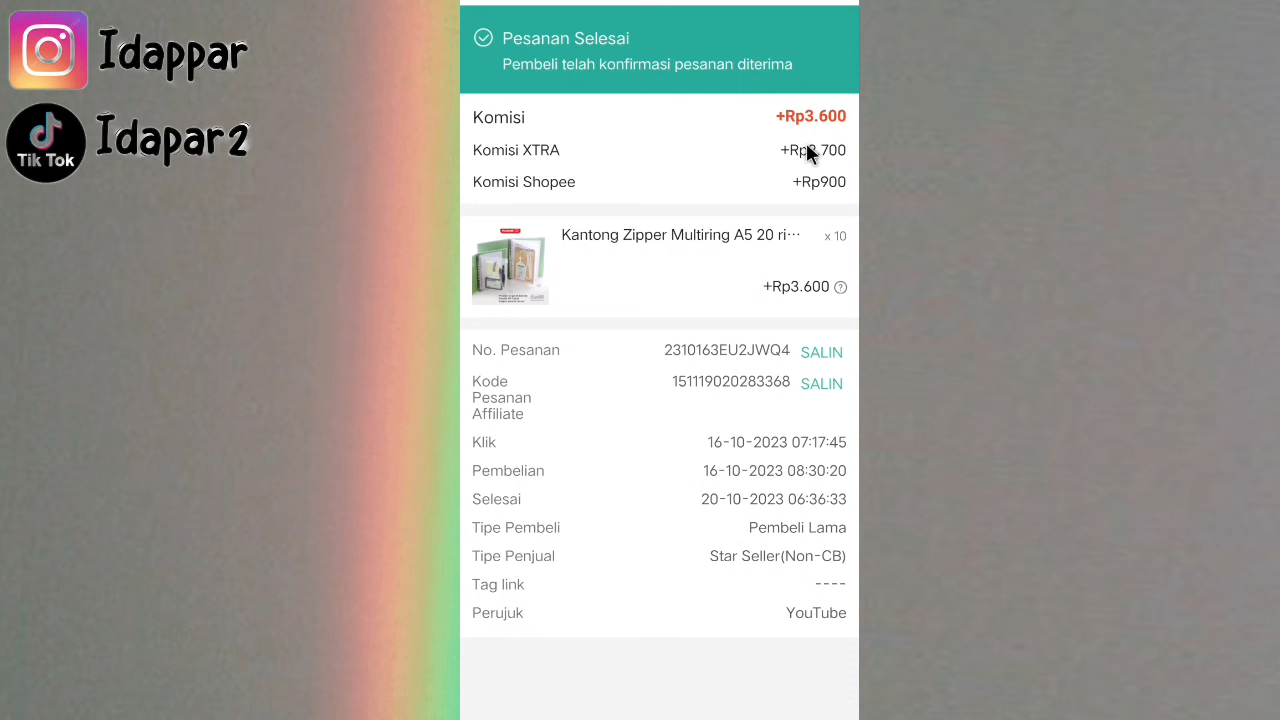 Idappar
Tik Tok
Idapar2
Pesanan Selesai
Pembeli telah konfirmasi pesanan diterima
Komisi +Rp3.600
Komisi XTRA
Komisi Shopee +Rp900
Kantong Zipper Multiring A5 20 ri... x 10
+Rp3.600 ?
No. Pesanan 2310163EU2JWQ4 SALIN
Kode Pesanan Affiliate 151119020283368 SALIN
Klik 16-10-2023 07:17:45
Pembelian 16-10-2023 08:30:20
Selesai 20-10-2023 06:36:33
Tipe Pembeli Pembeli Lama
Tipe Penjual Star Seller(Non-CB)
Tag link ----
Perujuk YouTube